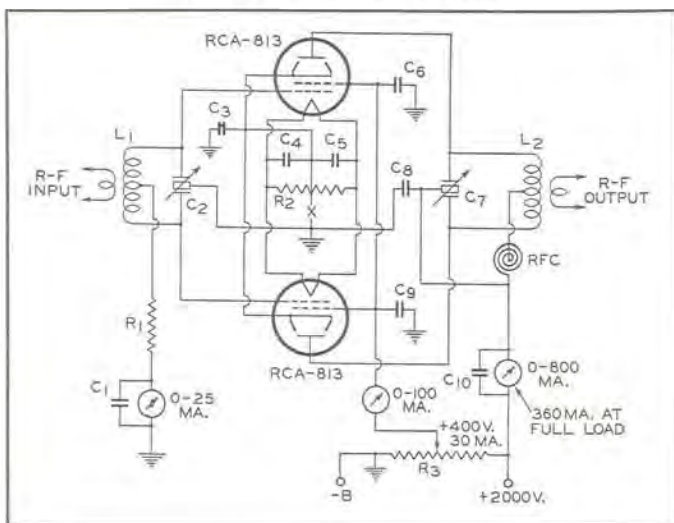 RCA-813
C6
L1
C3
C4
C5
L2
R-F
INPUT
C2
R2
C8
C7
R-F
OUTPUT
X
RFC
R1
C9
C1
0-25
MA.
RCA-813
0-100
MA.
C10
0-800
MA.
+400V.
30 MA.
360 MA. AT
FULL LOAD
R3
-B
+2000V.